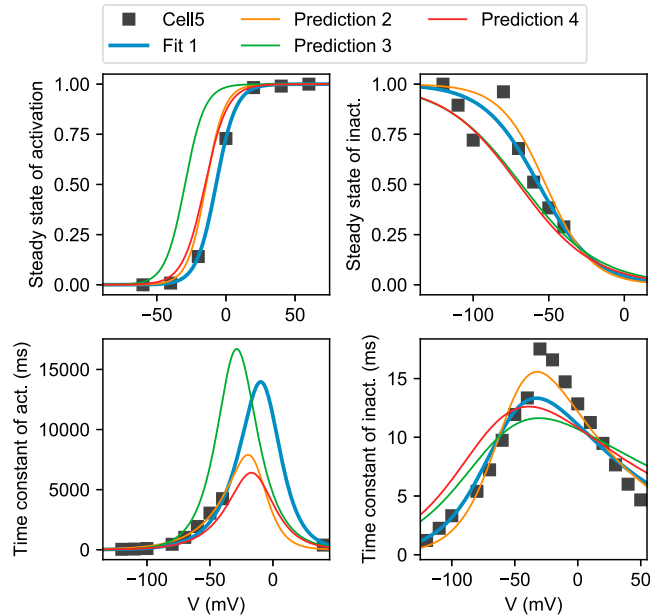 Cell5
Fit 1
Prediction 2
Prediction 3
Prediction 4
Steady state of activation
1.00
0.75
0.50
0.25
0.00
−50
0
50
Steady state of inact.
1.00
0.75
0.50
0.25
0.00
−100
−50
0
Time constant of act. (ms)
15000
10000
5000
0
−100
−50
0
V (mV)
Time constant of inact. (ms)
15
10
5
0
−100
−50
0
50
V (mV)